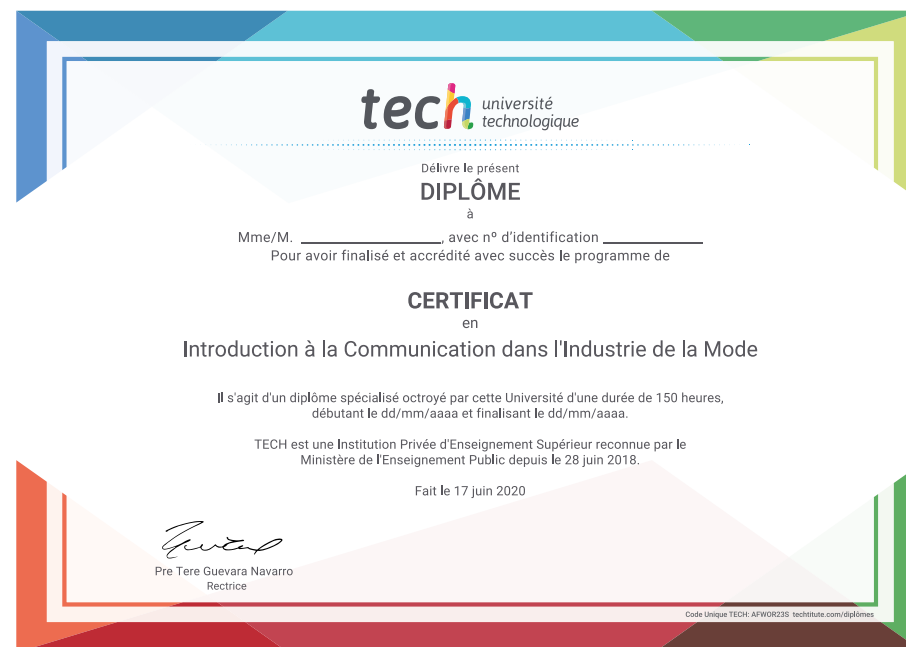 tech université
technologique
Délivre le présent
DIPLÔME
à
Mme/M. ____________________, avec nº d'identification ______________
Pour avoir finalisé et accrédité avec succès le programme de
CERTIFICAT
en
Introduction à la Communication dans l'Industrie de la Mode
Il s'agit d'un diplôme spécialisé octroyé par cette Université d'une durée de 150 heures,
débutant le dd/mm/aaaa et finalisant le dd/mm/aaaa.
TECH est une Institution Privée d'Enseignement Supérieur reconnue par le
Ministère de l'Enseignement Public depuis le 28 juin 2018.
Fait le 17 juin 2020
Pre Tere Guevara Navarro
Rectrice
Code Unique TECH: AFWOR23S techtitute.com/diplômes